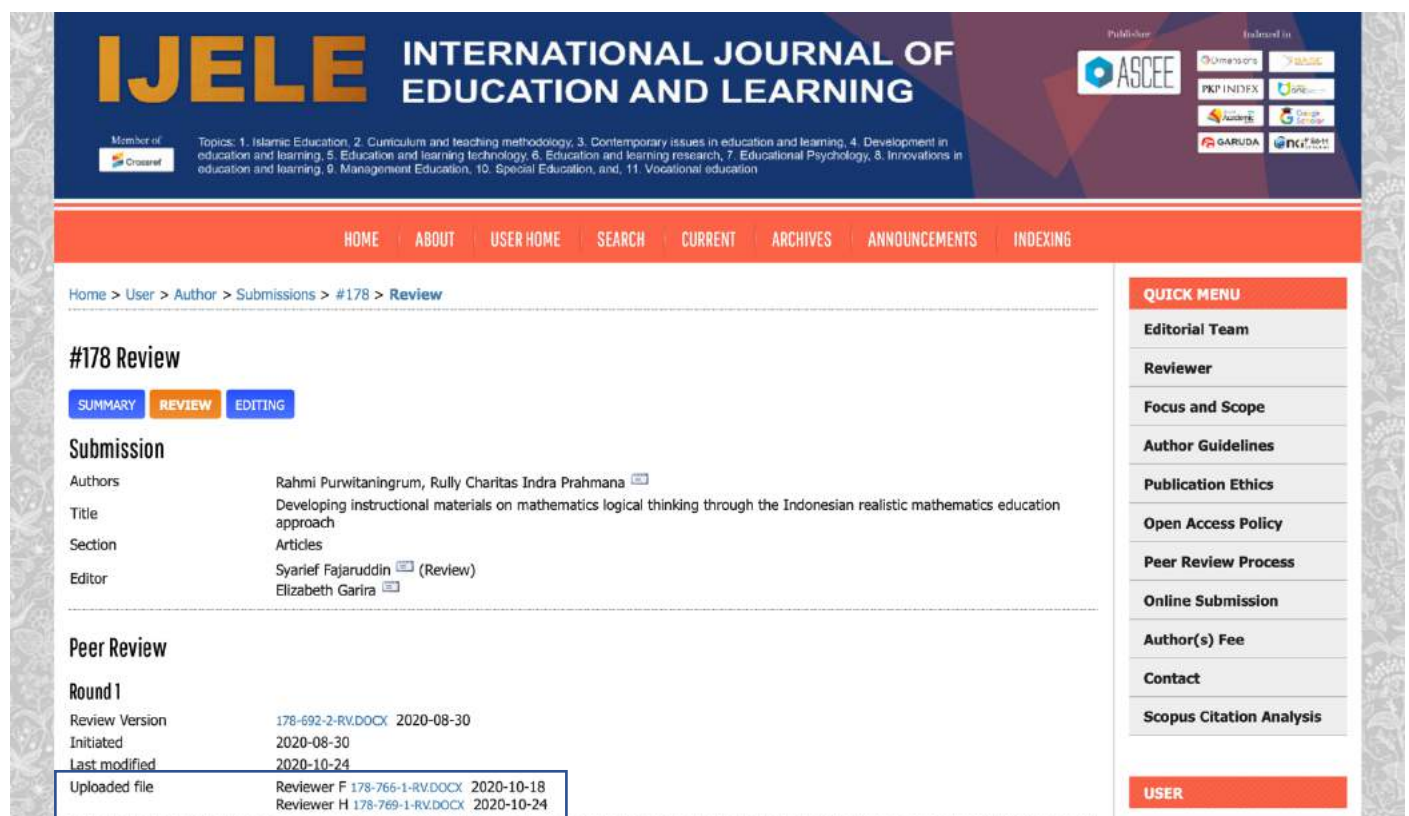 IJELE
INTERNATIONAL JOURNAL OF
EDUCATION AND LEARNING
Publisher
ASCEE
Indexed in
Dimensions
BASE
PKP INDEX
Academic
Google Scholar
GARUDA
Member of
Crossref
Topics: 1. Islamic Education, 2. Curriculum and teaching methodology, 3. Contemporary issues in education and learning, 4. Development in
education and learning, 5. Education and learning technology, 6. Education and learning research, 7. Educational Psychology, 8. Innovations in
education and learning, 9. Management Education, 10. Special Education, and, 11. Vocational education
HOME ABOUT USER HOME SEARCH CURRENT ARCHIVES ANNOUNCEMENTS INDEXING
Home > User > Author > Submissions > #178 > Review
#178 Review
SUMMARY REVIEW EDITING
Submission
Authors Rahmi Purwitaningrum, Rully Charitas Indra Prahmana
Title Developing instructional materials on mathematics logical thinking through the Indonesian realistic mathematics education
approach
Section Articles
Editor Syarief Fajaruddin (Review)
Elizabeth Garira
Peer Review
Round 1
Review Version 178-692-2-RV.DOCX 2020-08-30
Initiated 2020-08-30
Last modified 2020-10-24
Uploaded file Reviewer F 178-766-1-RV.DOCX 2020-10-18
Reviewer H 178-769-1-RV.DOCX 2020-10-24
QUICK MENU
Editorial Team
Reviewer
Focus and Scope
Author Guidelines
Publication Ethics
Open Access Policy
Peer Review Process
Online Submission
Author(s) Fee
Contact
Scopus Citation Analysis
USER